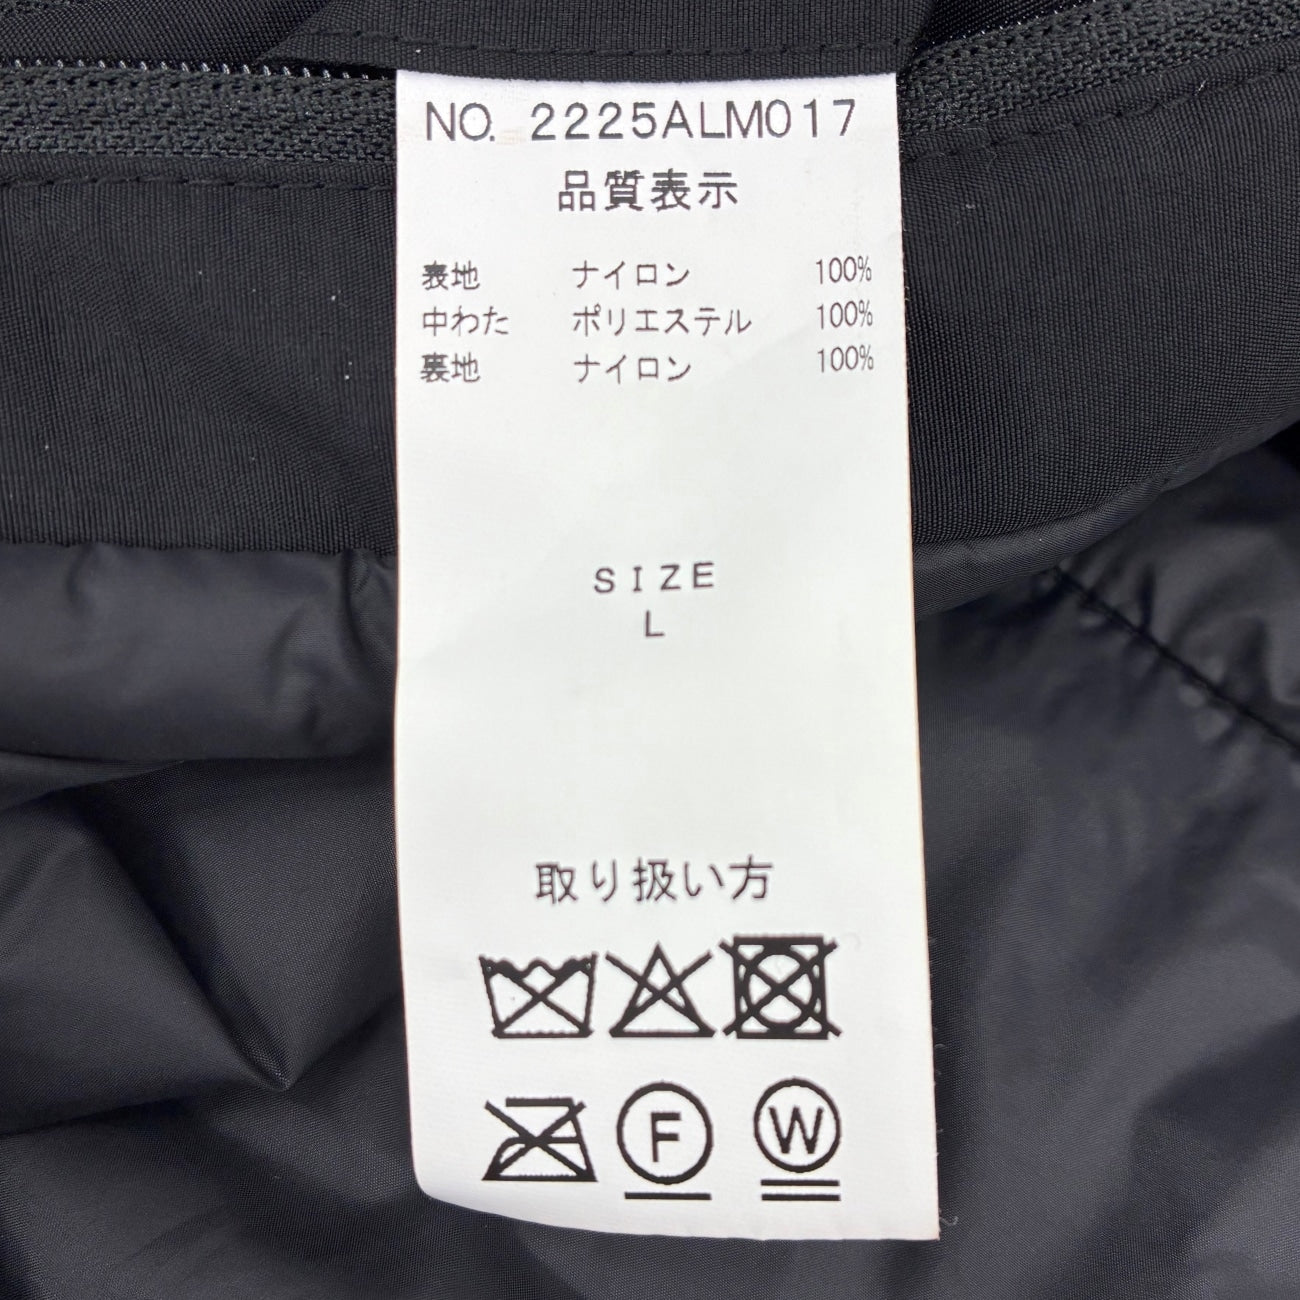 NO. 2225ALM017
品質表示
表地 ナイロン 100%
中わた ポリエステル 100%
裏地 ナイロン 100%
SIZE
L
取り扱い方
F W